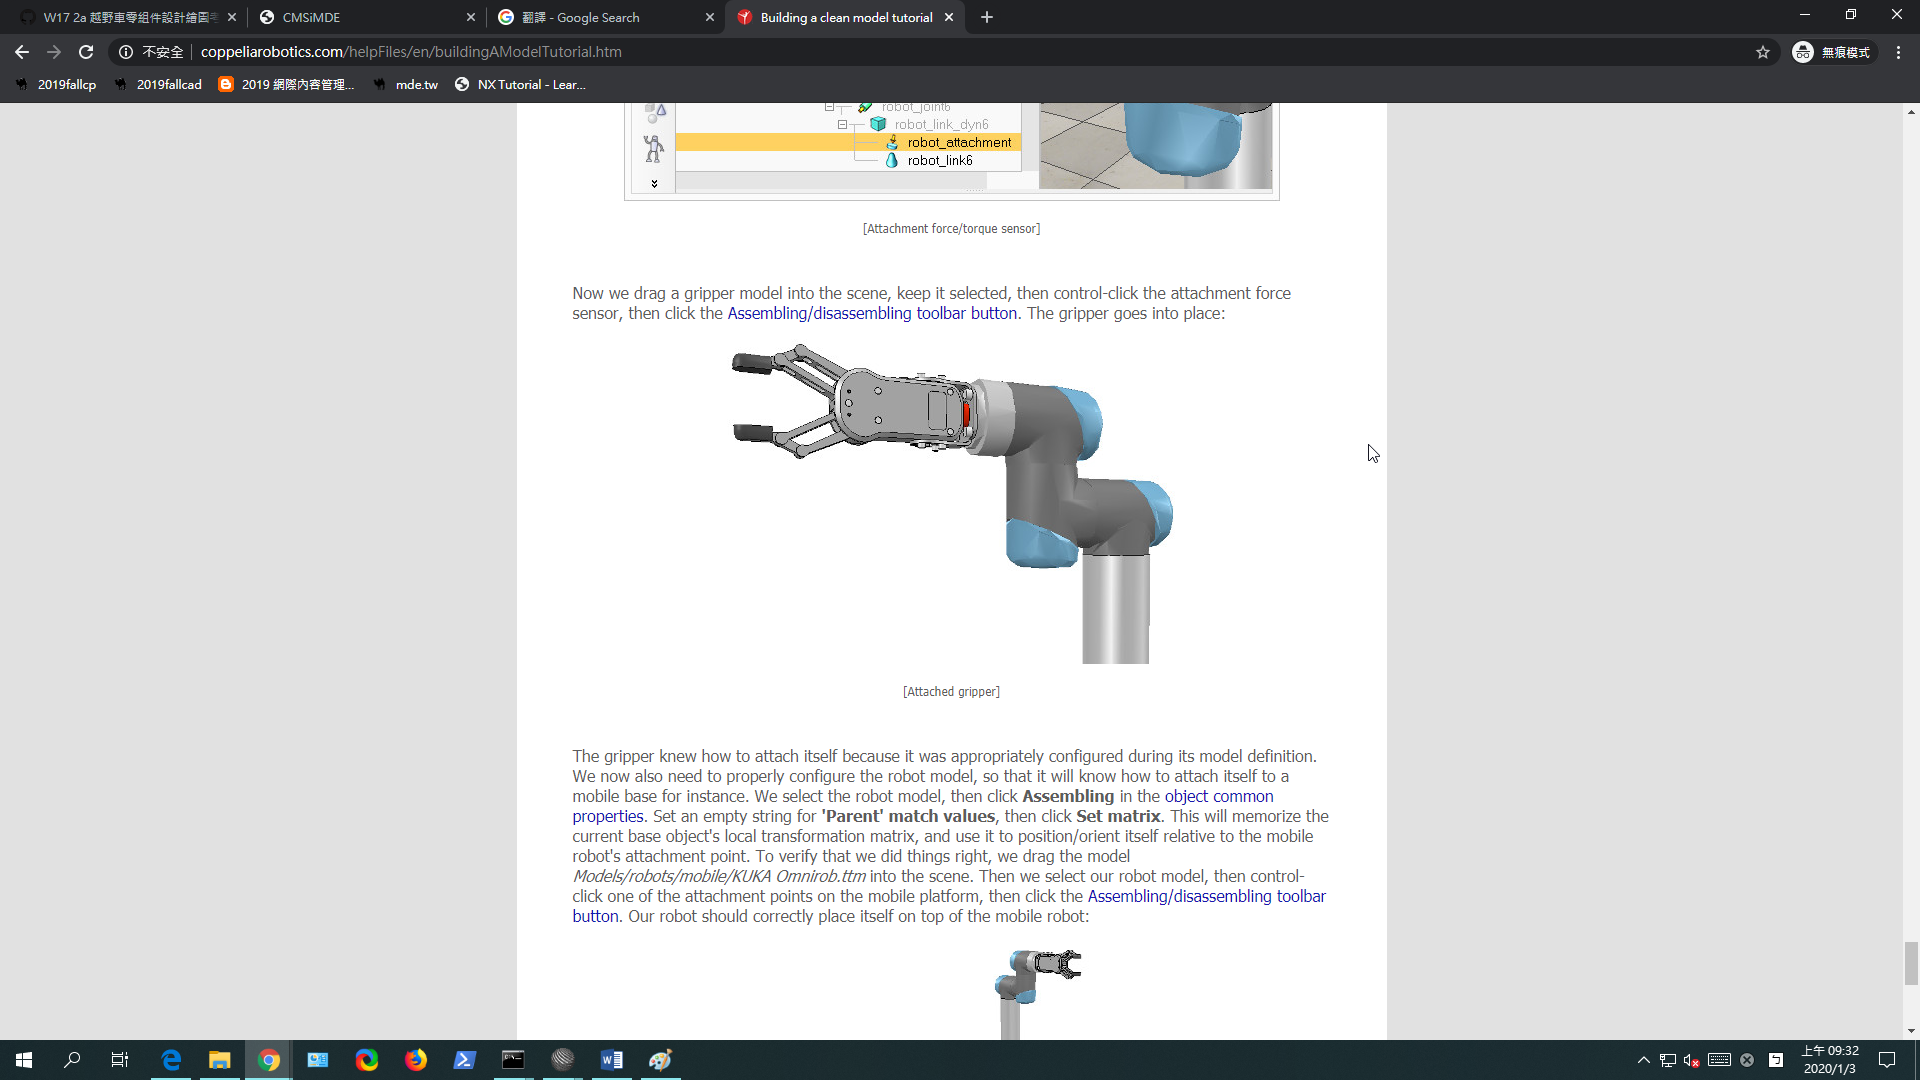 W17 2a 越野車零組件設計繪圖
CMSiMDE
翻譯 - Google Search
Building a clean model tutorial
不安全
coppeliarobotics.com/helpFiles/en/buildingAModelTutorial.htm
無痕模式
2019fallcp
2019fallcad
2019 網際內容管理...
mde.tw
NX Tutorial - Lear...
robot_joint6
robot_link_dyn6
robot_attachment
robot_link6
[Attachment force/torque sensor]
Now we drag a gripper model into the scene, keep it selected, then control-click the attachment force
sensor, then click the Assembling/disassembling toolbar button. The gripper goes into place:
[Attached gripper]
The gripper knew how to attach itself because it was appropriately configured during its model definition.
We now also need to properly configure the robot model, so that it will know how to attach itself to a
mobile base for instance. We select the robot model, then click Assembling in the object common
properties. Set an empty string for 'Parent' match values, then click Set matrix. This will memorize the
current base object's local transformation matrix, and use it to position/orient itself relative to the mobile
robot's attachment point. To verify that we did things right, we drag the model
Models/robots/mobile/KUKA Omnirob.ttm into the scene. Then we select our robot model, then control-
click one of the attachment points on the mobile platform, then click the Assembling/disassembling toolbar
button. Our robot should correctly place itself on top of the mobile robot:
上午 09:32
2020/1/3